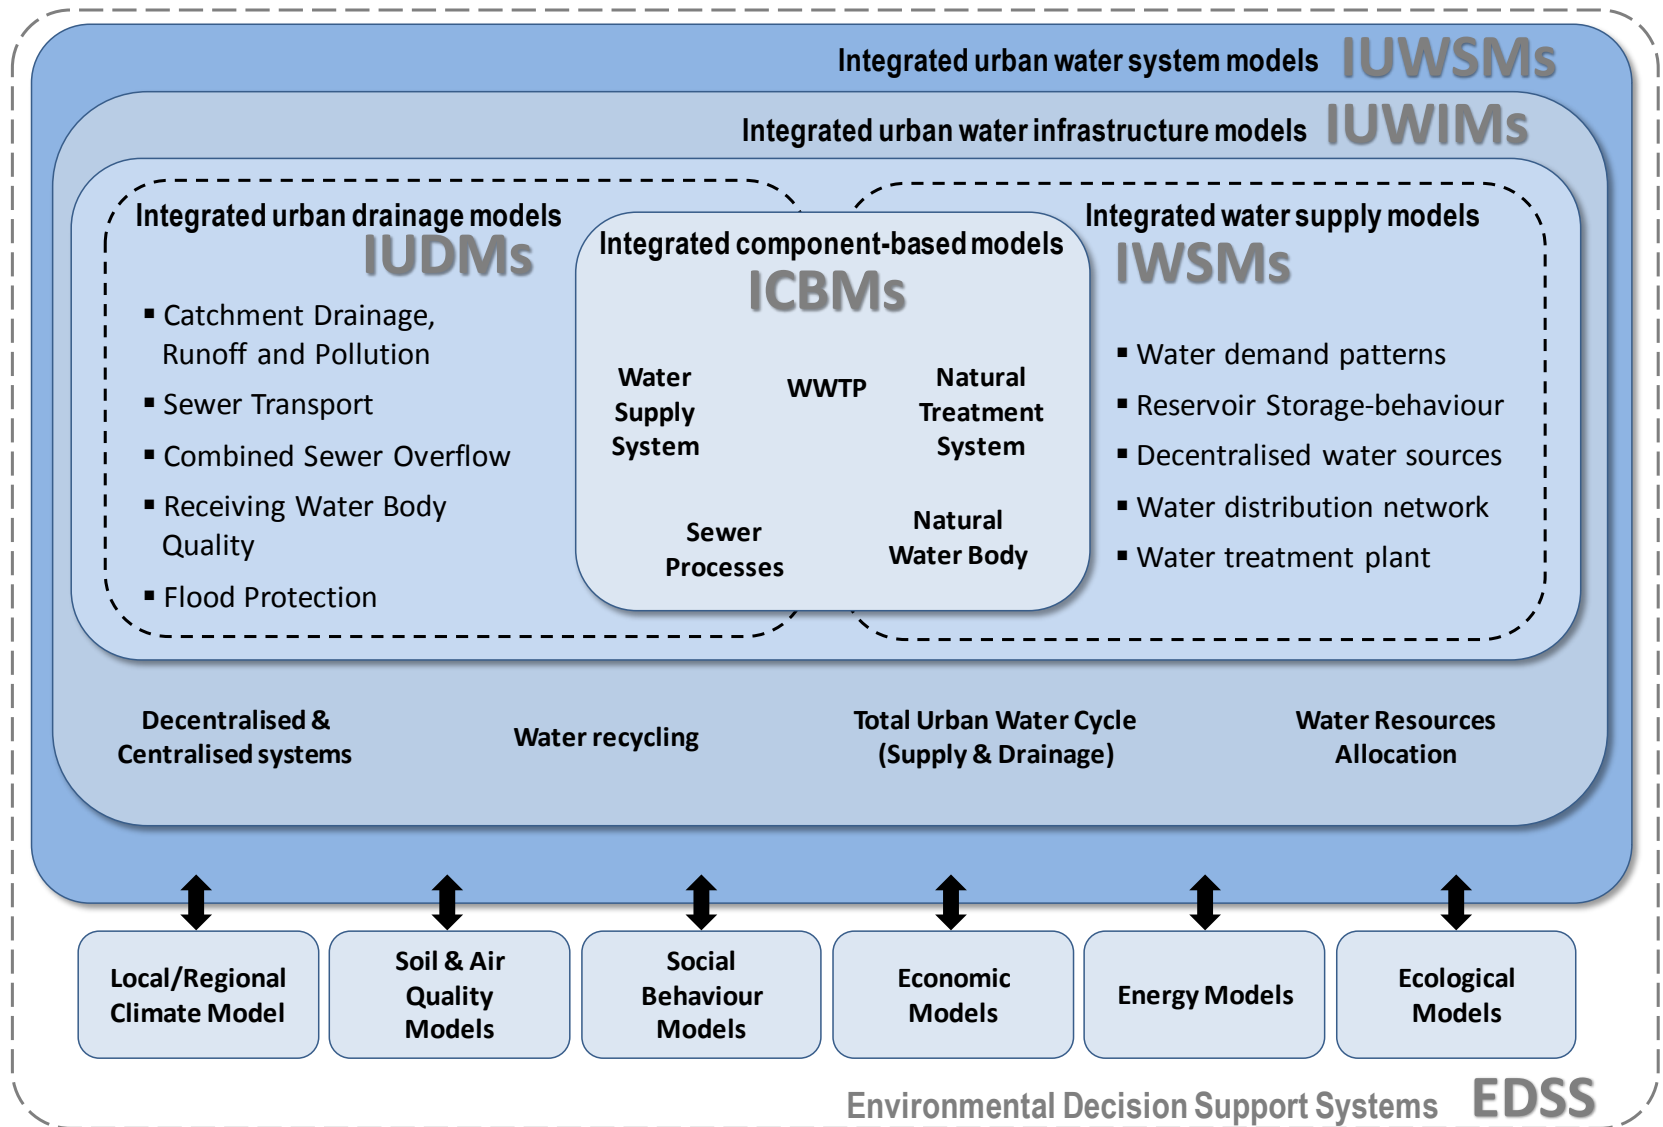 Integrated urban water system models IUWSMs
Integrated urban water infrastructure models IUWIMs
Integrated urban drainage models
IUDMs
▪ Catchment Drainage,
Runoff and Pollution
▪ Sewer Transport
▪ Combined Sewer Overflow
▪ Receiving Water Body
Quality
▪ Flood Protection
Integrated component-based models
ICBMs
Water
Supply
System
WWTP
Natural
Treatment
System
Sewer
Processes
Natural
Water Body
Integrated water supply models
IWSMs
▪ Water demand patterns
▪ Reservoir Storage-behaviour
▪ Decentralised water sources
▪ Water distribution network
▪ Water treatment plant
Decentralised &
Centralised systems
Water recycling
Total Urban Water Cycle
(Supply & Drainage)
Water Resources
Allocation
Local/Regional
Climate Model
Soil & Air
Quality
Models
Social
Behaviour
Models
Economic
Models
Energy Models
Ecological
Models
Environmental Decision Support Systems EDSS